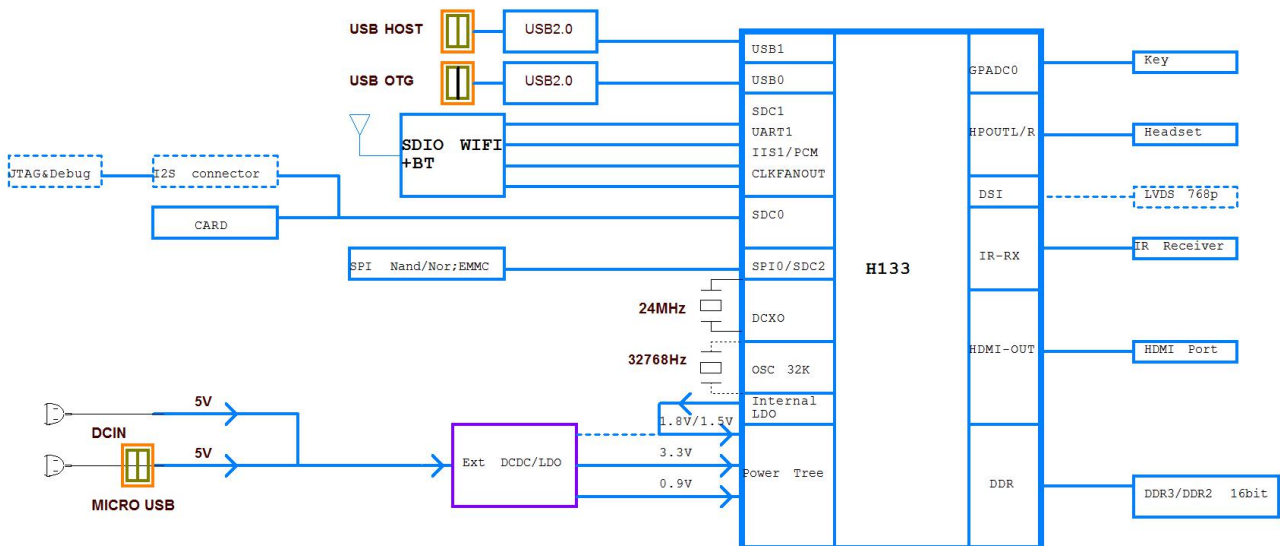 USB HOST
USB2.0
USB1
USB OTG
USB2.0
USB0
SDIO WIFI
+BT
SDC1
UART1
IIS1/PCM
CLKFANOUT
JTAG&Debug
I2S connector
CARD
SDC0
SPI Nand/Nor;EMMC
SPI0/SDC2
24MHz
DCXO
32768Hz
OSC 32K
Internal
LDO
1.8V/1.5V
5V
DCIN
5V
MICRO USB
Ext DCDC/LDO
3.3V
0.9V
Power Tree
H133
GPADC0
Key
HPOUTL/R
Headset
DSI
LVDS 768p
IR-RX
IR Receiver
HDMI-OUT
HDMI Port
DDR
DDR3/DDR2 16bit